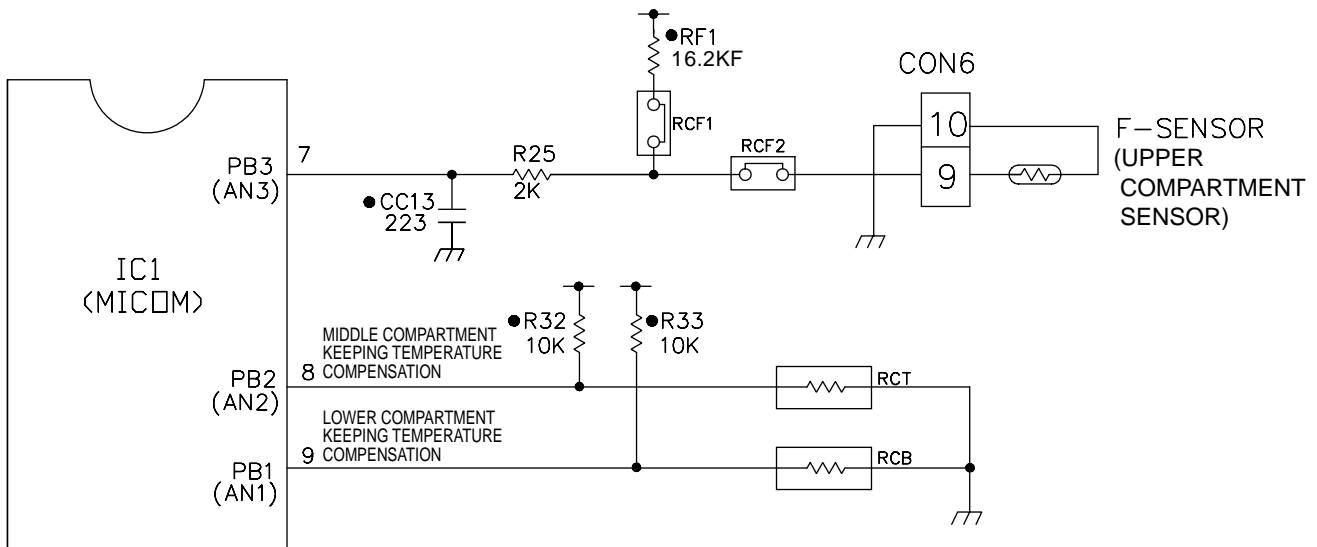 ●RF1
16.2KF
CON6
RCF1
10
F-SENSOR
(UPPER
COMPARTMENT
SENSOR)
RCF2
9
PB3
(AN3)
7
R25
2K
●CC13
223
IC1
(MICOM)
●R32
10K
●R33
10K
MIDDLE COMPARTMENT
KEEPING TEMPERATURE
COMPENSATION
PB2
(AN2)
8
RCT
LOWER COMPARTMENT
KEEPING TEMPERATURE
COMPENSATION
PB1
(AN1)
9
RCB